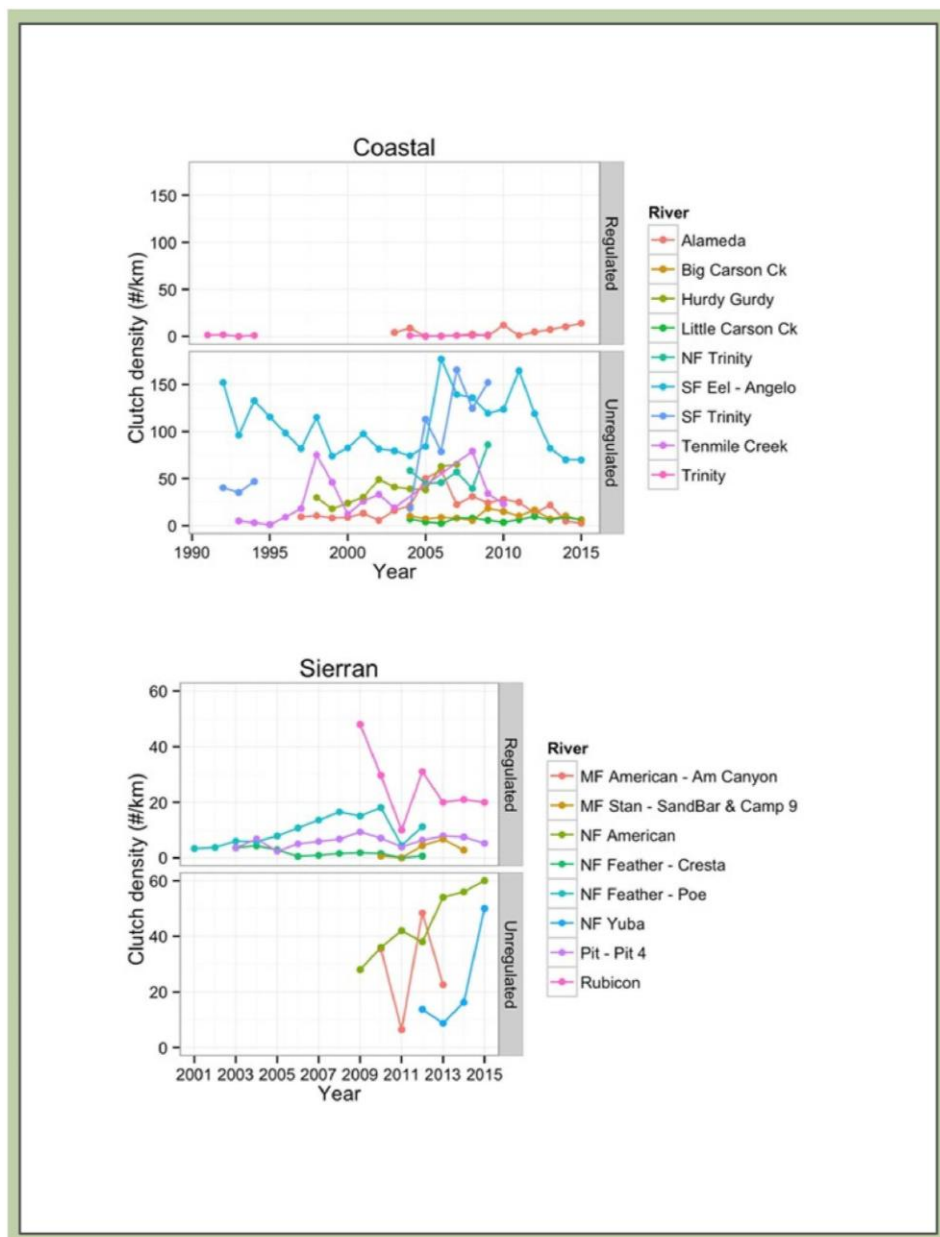 Coastal
150
100
50
0
Regulated
150
100
50
0
Unregulated
Clutch density (#/km)
1990 1995 2000 2005 2010 2015
Year
River
Alameda
Big Carson Ck
Hurdy Gurdy
Little Carson Ck
NF Trinity
SF Eel - Angelo
SF Trinity
Tenmile Creek
Trinity
Sierran
60
40
20
0
Regulated
60
40
20
0
Unregulated
Clutch density (#/km)
2001 2003 2005 2007 2009 2011 2013 2015
Year
River
MF American - Am Canyon
MF Stan - SandBar & Camp 9
NF American
NF Feather - Cresta
NF Feather - Poe
NF Yuba
Pit - Pit 4
Rubicon